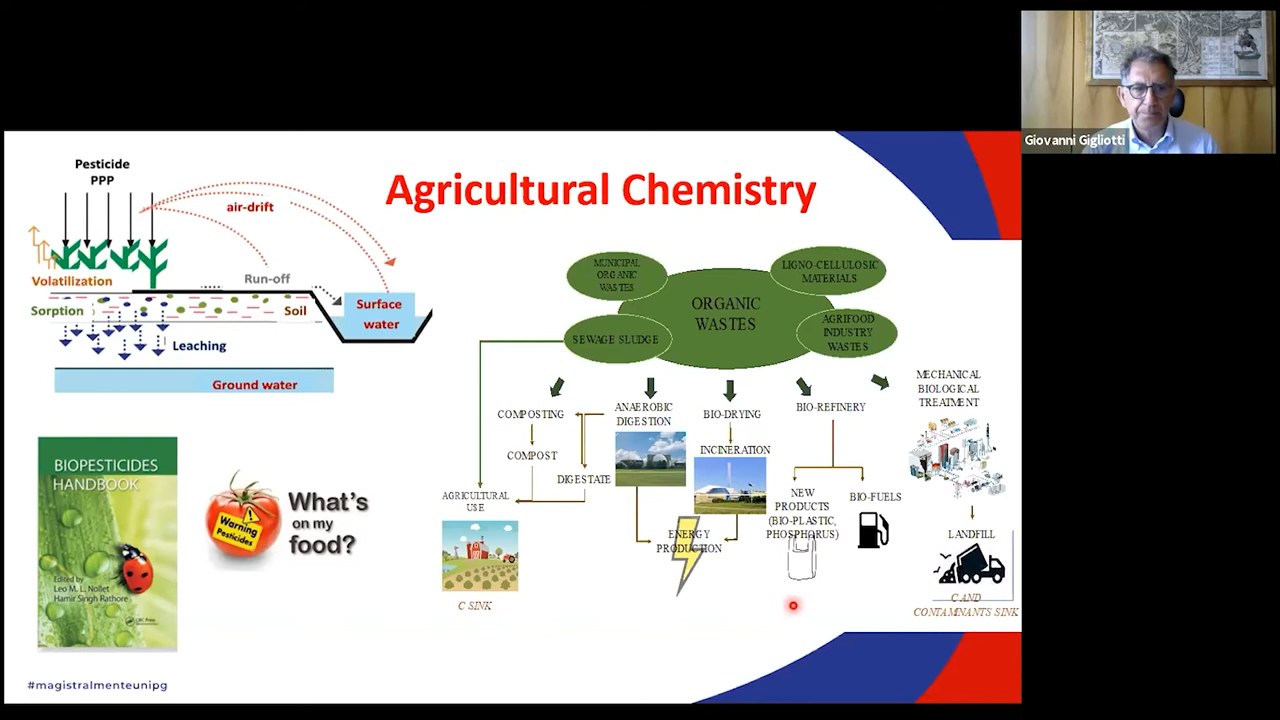 Giovanni Gigliotti
Agricultural Chemistry
Pesticide
PPP
air-drift
Volatilization
Run-off
Sorption
Soil
Surface
water
Leaching
Ground water
BIOPESTICIDES
HANDBOOK
Edited by
Leo M. L. Nollet
Hamir Singh Rathore
CRC Press
Warning
Pesticides
What's
on my
food?
MUNICIPAL
ORGANIC
WASTES
LIGNO-CELLULOSIC
MATERIALS
ORGANIC
WASTES
SEWAGE SLUDGE
AGRIFOOD
INDUSTRY
WASTES
COMPOSTING
ANAEROBIC
DIGESTION
BIO-DRYING
BIO-REFINERY
MECHANICAL
BIOLOGICAL
TREATMENT
COMPOST
DIGESTATE
INCINERATION
AGRICULTURAL
USE
NEW
PRODUCTS
(BIO-PLASTIC,
PHOSPHORUS)
BIO-FUELS
ENERGY
PRODUCTION
LANDFILL
C SINK
C AND
CONTAMINANTS SINK
#magistralmenteunipg